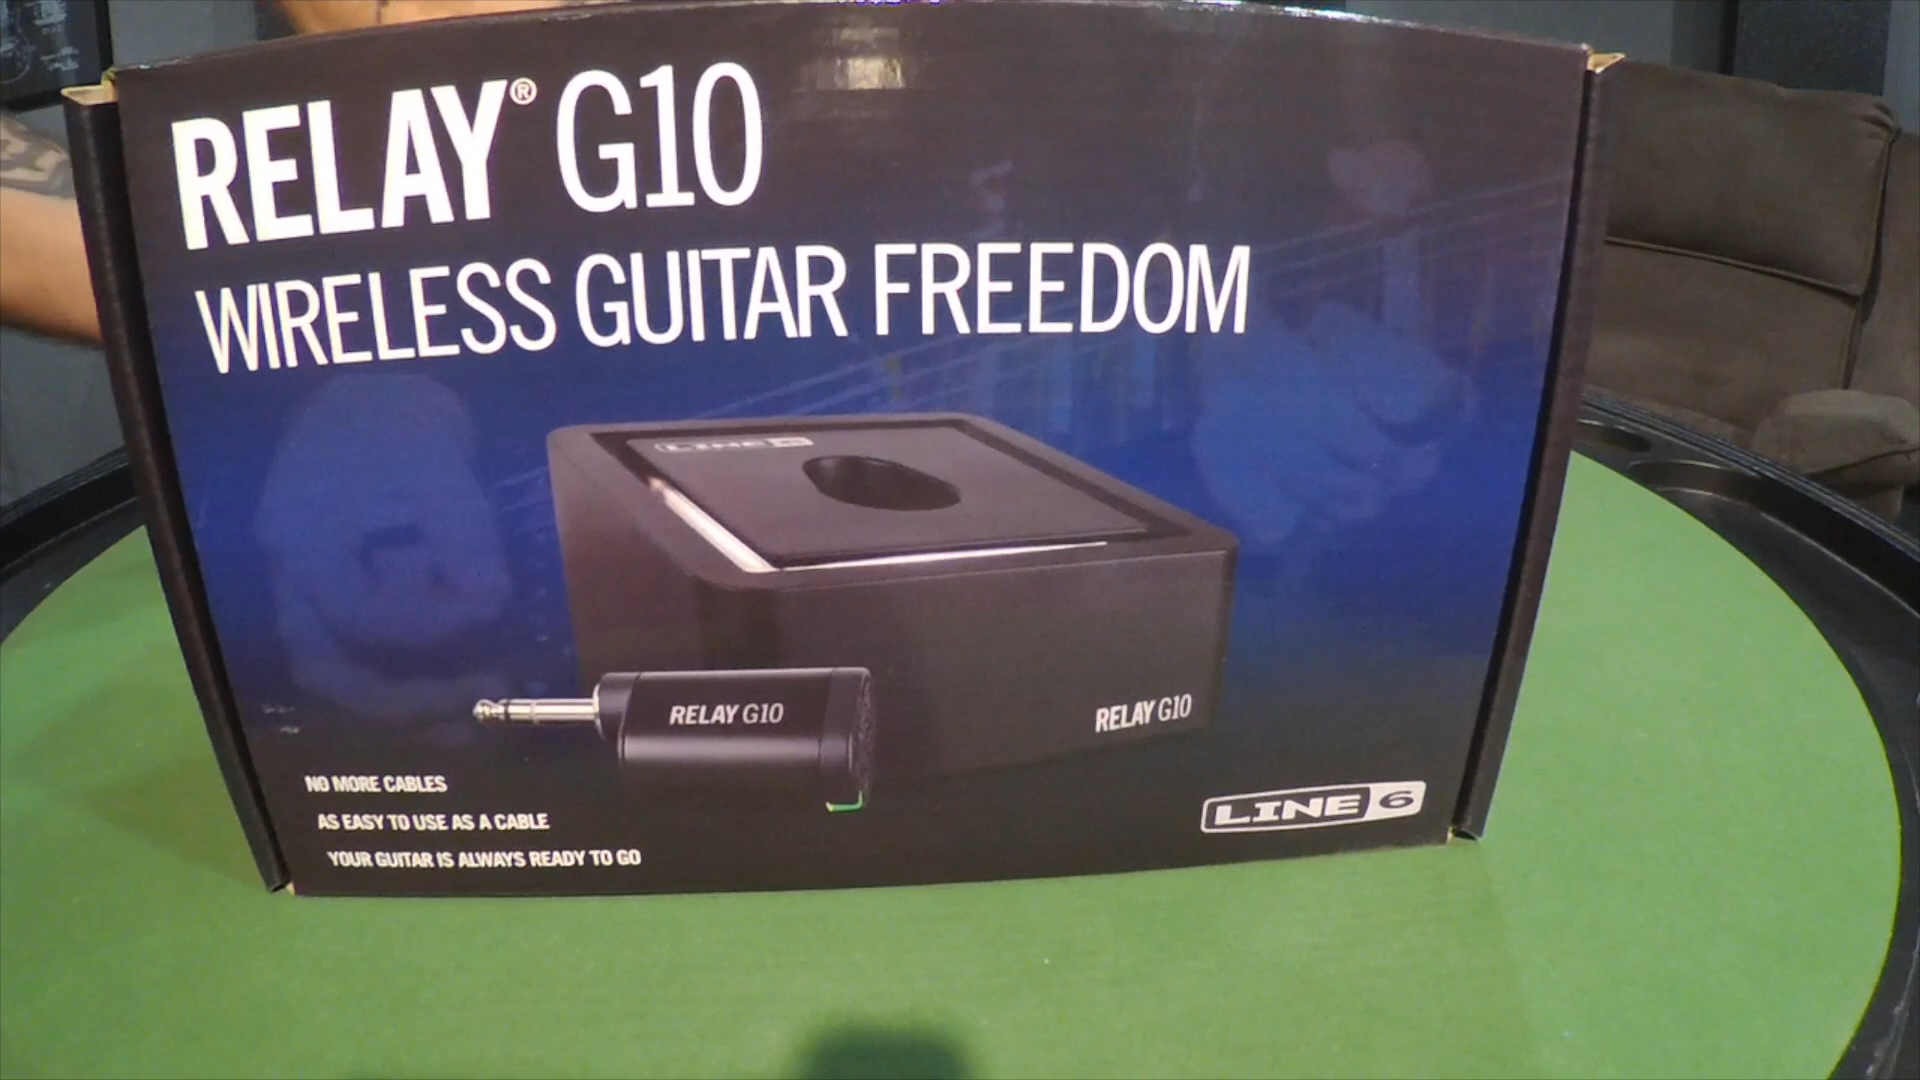 RELAY® G10
WIRELESS GUITAR FREEDOM
LINE 6
RELAY G10
RELAY G10
NO MORE CABLES
AS EASY TO USE AS A CABLE
YOUR GUITAR IS ALWAYS READY TO GO
LINE 6